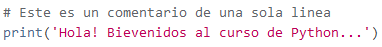 # Este es un comentario de una sola linea
print('Hola! Bievenidos al curso de Python...')